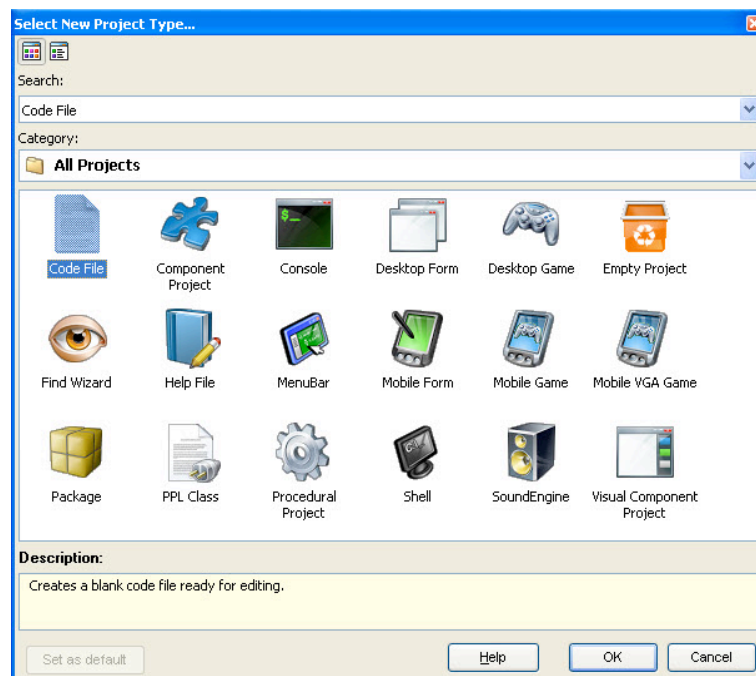 Select New Project Type...
Search:
Code File
Category:
All Projects
Code File
Component Project
Console
Desktop Form
Desktop Game
Empty Project
Find Wizard
Help File
MenuBar
Mobile Form
Mobile Game
Mobile VGA Game
Package
PPL Class
Procedural Project
Shell
SoundEngine
Visual Component Project
Description:
Creates a blank code file ready for editing.
Set as default
Help
OK
Cancel